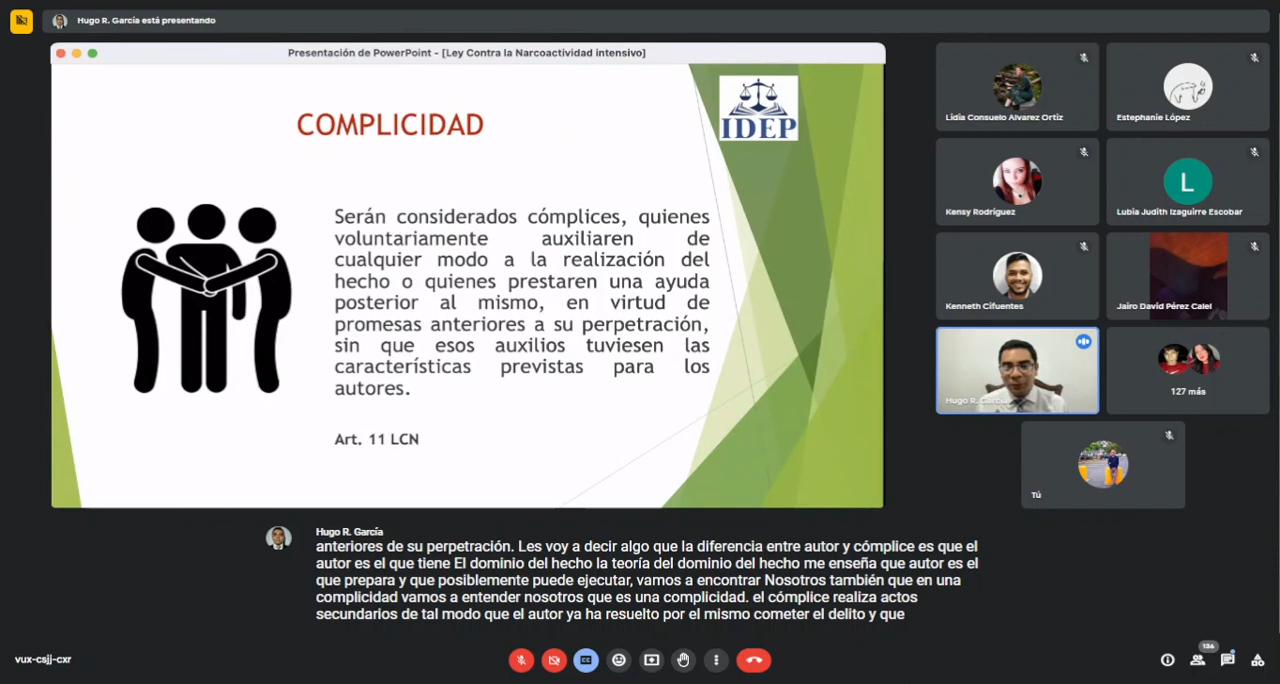 Hugo R. García está presentando
Presentación de PowerPoint - [Ley Contra la Narcoactividad intensivo]
COMPLICIDAD
IDEP
Serán considerados cómplices, quienes
voluntariamente auxiliaren de
cualquier modo a la realización del
hecho o quienes prestaren una ayuda
posterior al mismo, en virtud de
promesas anteriores a su perpetración,
sin que esos auxilios tuviesen las
características previstas para los
autores.
Art. 11 LCN
Lidia Consuelo Alvarez Ortiz
Estephanie López
Kensy Rodríguez
L
Lubia Judith Izaguirre Escobar
Kenneth Cifuentes
Jairo David Pérez Calel
Hugo R. García
127 más
Tú
Hugo R. García
anteriores de su perpetración. Les voy a decir algo que la diferencia entre autor y cómplice es que el
autor es el que tiene El dominio del hecho la teoría del dominio del hecho me enseña que autor es el
que prepara y que posiblemente puede ejecutar, vamos a encontrar Nosotros también que en una
complicidad vamos a entender nosotros que es una complicidad. el cómplice realiza actos
secundarios de tal modo que el autor ya ha resuelto por el mismo cometer el delito y que
vux-csjj-cxr
CC
136